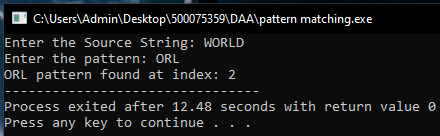 C:\Users\Admin\Desktop\500075359\DAA\pattern matching.exe
Enter the Source String: WORLD
Enter the pattern: ORL
ORL pattern found at index: 2
--------------------------------
Process exited after 12.48 seconds with return value 0
Press any key to continue . . .